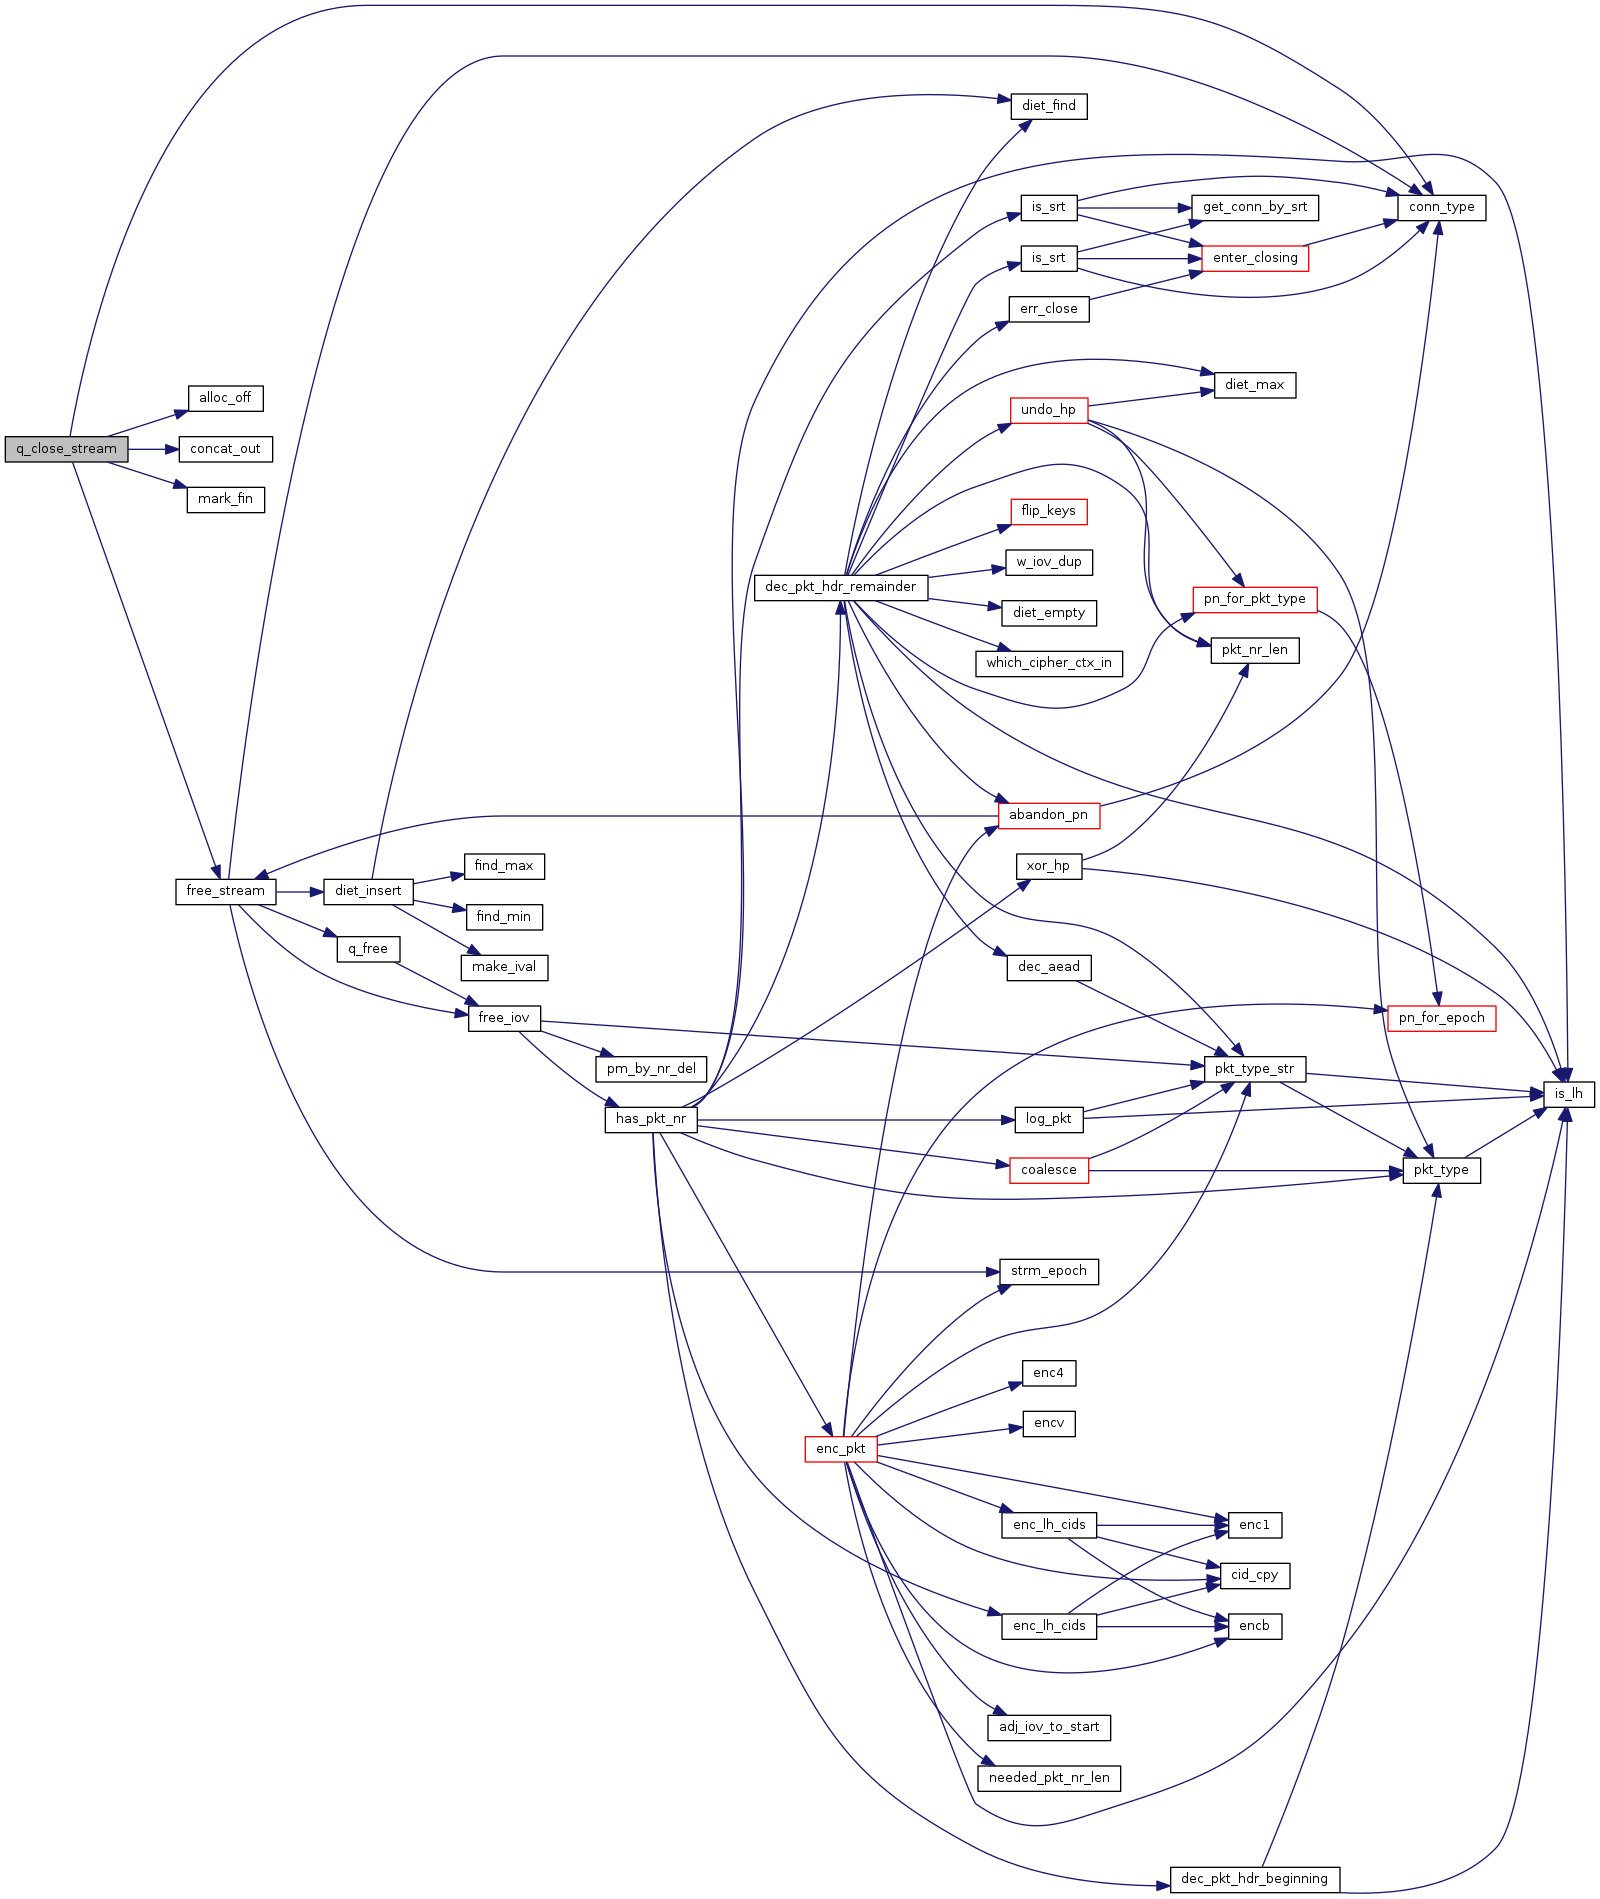 q_close_stream
alloc_off
concat_out
mark_fin
free_stream
diet_insert
q_free
find_max
find_min
make_ival
free_iov
pm_by_nr_del
has_pkt_nr
dec_pkt_hdr_remainder
enc_pkt
diet_find
is_srt
is_srt
err_close
undo_hp
flip_keys
w_iov_dup
diet_empty
which_cipher_ctx_in
abandon_pn
xor_hp
dec_aead
log_pkt
coalesce
strm_epoch
enc4
encv
enc_lh_cids
enc_lh_cids
adj_iov_to_start
needed_pkt_nr_len
get_conn_by_srt
enter_closing
diet_max
pn_for_pkt_type
pkt_nr_len
pkt_type_str
enc1
cid_cpy
encb
dec_pkt_hdr_beginning
conn_type
pn_for_epoch
pkt_type
is_lh